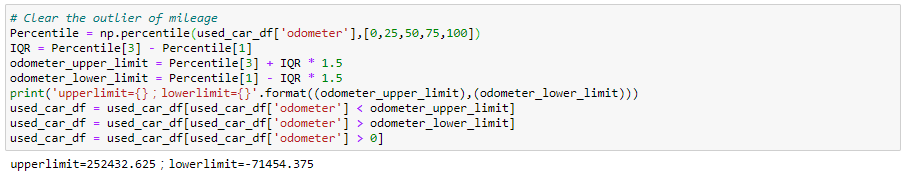 # Clear the outlier of mileage
Percentile = np.percentile(used_car_df['odometer'],[0,25,50,75,100])
IQR = Percentile[3] - Percentile[1]
odometer_upper_limit = Percentile[3] + IQR * 1.5
odometer_lower_limit = Percentile[1] - IQR * 1.5
print('upperlimit={}；lowerlimit={}'.format((odometer_upper_limit),(odometer_lower_limit)))
used_car_df = used_car_df[used_car_df['odometer'] < odometer_upper_limit]
used_car_df = used_car_df[used_car_df['odometer'] > odometer_lower_limit]
used_car_df = used_car_df[used_car_df['odometer'] > 0]
upperlimit=252432.625；lowerlimit=-71454.375